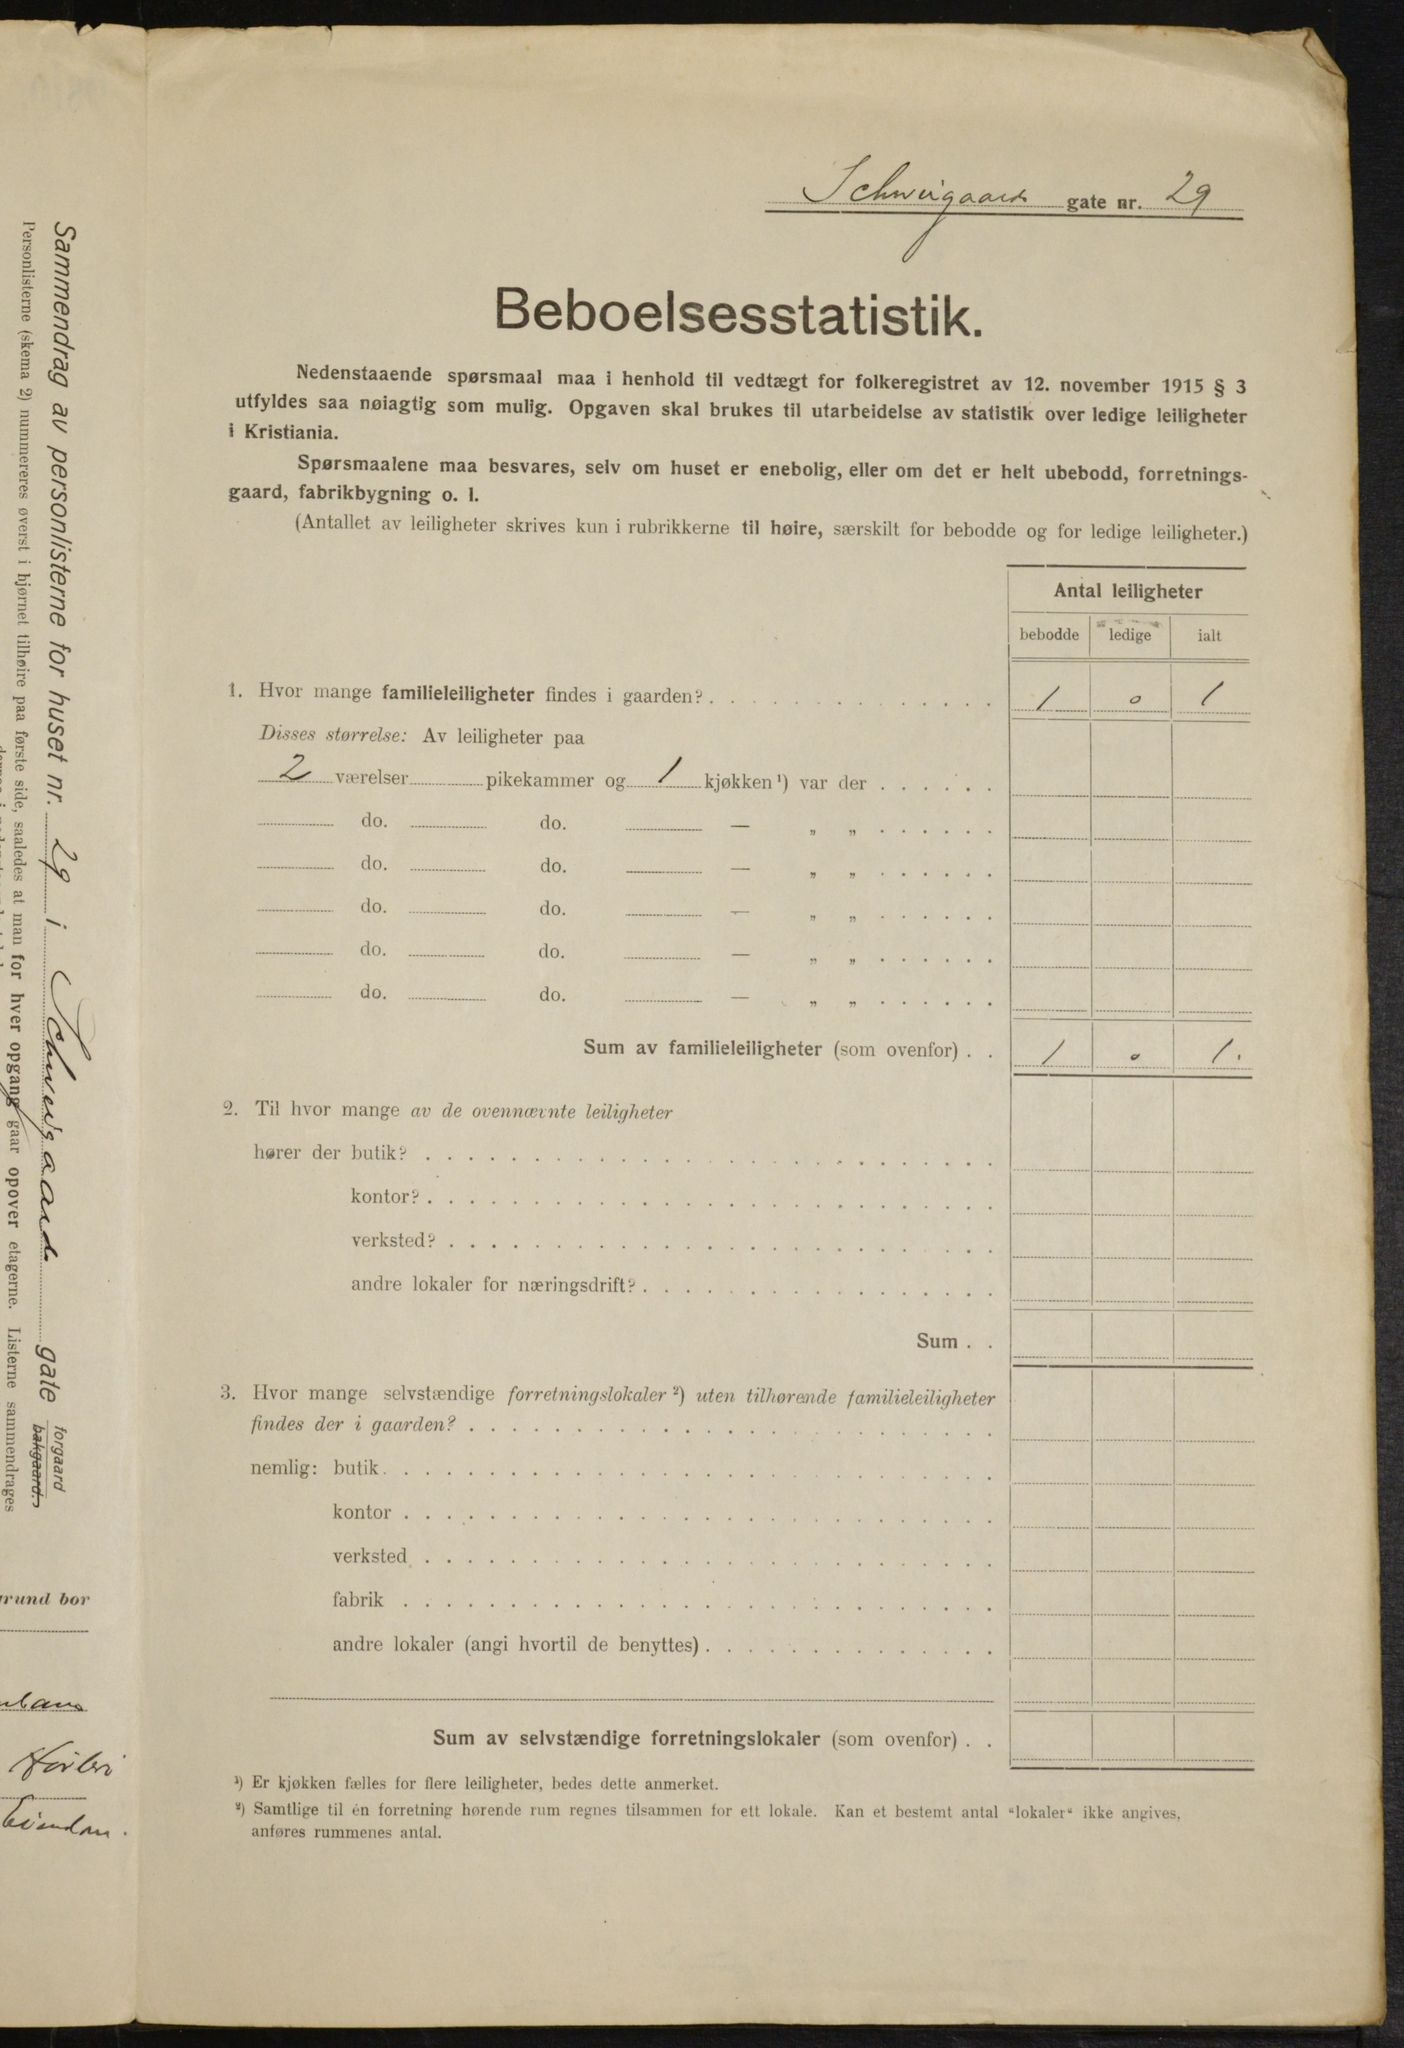 Schweigaards gate nr. 29
Beboelsesstatistik.
Nedenstaaende spørsmaal maa i henhold til vedtægt for folkeregistret av 12. november 1915 § 3
utfyldes saa nøiagtig som mulig. Opgaven skal brukes til utarbeidelse av statistik over ledige leiligheter
i Kristiania.
Spørsmaalene maa besvares, selv om huset er enebolig, eller om det er helt ubebodd, forretnings-
gaard, fabrikbygning o. l.
(Antallet av leiligheter skrives kun i rubrikkerne til høire, særskilt for bebodde og for ledige leiligheter.)
Antal leiligheter
bebodde ledige ialt
1. Hvor mange familieleiligheter findes i gaarden? . . . . . . . . . . . . . . 1 0 1
Disses størrelse: Av leiligheter paa
2 værelser pikekammer og 1 kjøkken ¹) var der . . . . . .
do. do. — „ „ . . . . . .
do. do. — „ „ . . . . . .
do. do. — „ „ . . . . . .
do. do. — „ „ . . . . . .
do. do. — „ „ . . . . . .
Sum av familieleiligheter (som ovenfor) . . 1 0 1.
2. Til hvor mange av de ovennævnte leiligheter
hører der butik? . . . . . . . . . . . . . . . . . . . . . . . . . . .
kontor? . . . . . . . . . . . . . . . . . . . . . . . . . . .
verksted? . . . . . . . . . . . . . . . . . . . . . . . . . .
andre lokaler for næringsdrift? . . . . . . . . . . . . . . . . .
Sum . .
3. Hvor mange selvstændige forretningslokaler ²) uten tilhørende familieleiligheter
findes der i gaarden? . . . . . . . . . . . . . . . . . . . . . . . . .
nemlig: butik . . . . . . . . . . . . . . . . . . . . . . . . . . . . .
kontor . . . . . . . . . . . . . . . . . . . . . . . . . . . .
verksted . . . . . . . . . . . . . . . . . . . . . . . . . . .
fabrik . . . . . . . . . . . . . . . . . . . . . . . . . . . .
andre lokaler (angi hvortil de benyttes) . . . . . . . . . . . . . .
Sum av selvstændige forretningslokaler (som ovenfor) . .
¹) Er kjøkken fælles for flere leiligheter, bedes dette anmerket.
²) Samtlige til én forretning hørende rum regnes tilsammen for ett lokale. Kan et bestemt antal "lokaler" ikke angives,
anføres rummenes antal.
Sammendrag av personlisterne for huset nr. 29 i Schweigaards gate forgaard bakgaard.
Personlisterne (skema 2) nummereres øverst i hjørnet tilhøire paa første side, saaledes at man for hver opgang gaar opover etagerne. Listerne sammendrages
grund bor